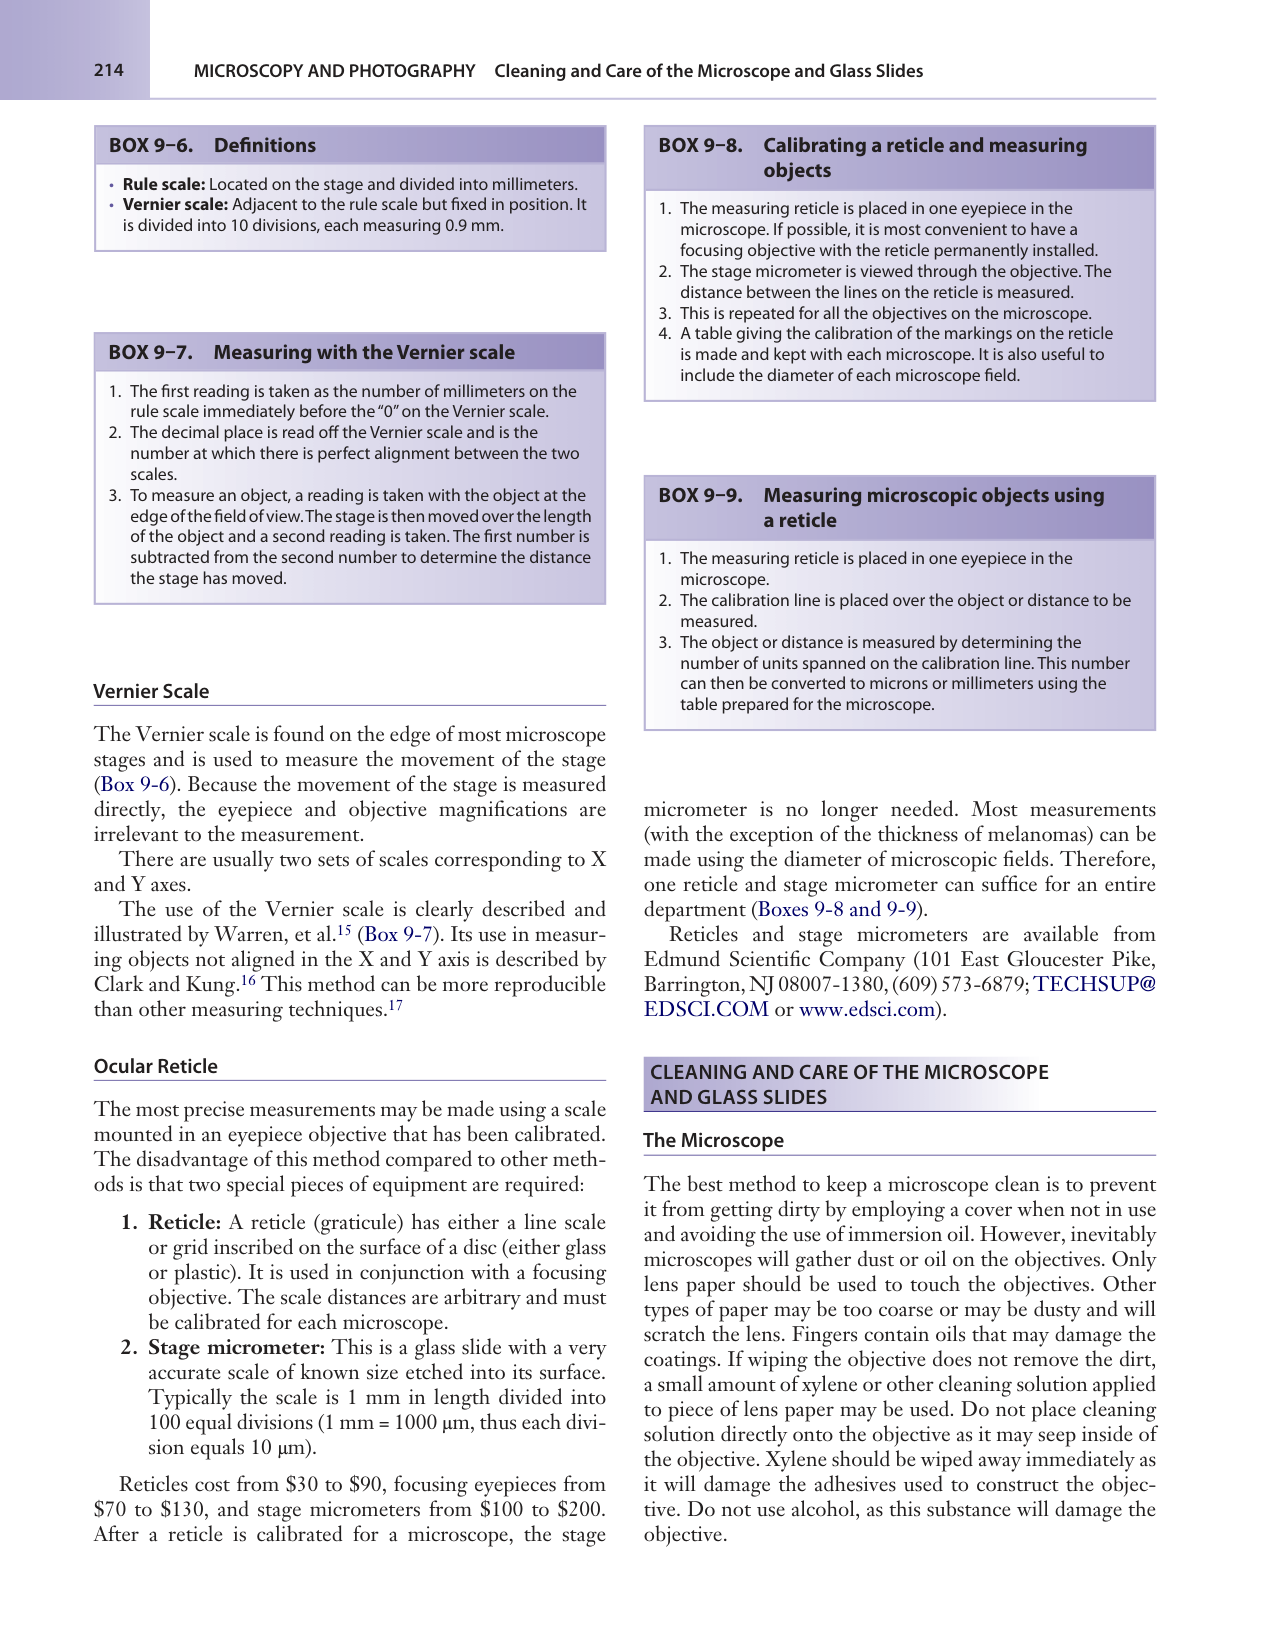 214
MICROSCOPY AND PHOTOGRAPHY Cleaning and Care of the Microscope and Glass Slides
BOX 9–6. Definitions
• Rule scale: Located on the stage and divided into millimeters.
• Vernier scale: Adjacent to the rule scale but fixed in position. It
is divided into 10 divisions, each measuring 0.9 mm.
BOX 9–7. Measuring with the Vernier scale
1. The first reading is taken as the number of millimeters on the
rule scale immediately before the “0” on the Vernier scale.
2. The decimal place is read off the Vernier scale and is the
number at which there is perfect alignment between the two
scales.
3. To measure an object, a reading is taken with the object at the
edge of the field of view. The stage is then moved over the length
of the object and a second reading is taken. The first number is
subtracted from the second number to determine the distance
the stage has moved.
Vernier Scale
The Vernier scale is found on the edge of most microscope
stages and is used to measure the movement of the stage
(Box 9-6). Because the movement of the stage is measured
directly, the eyepiece and objective magnifications are
irrelevant to the measurement.
There are usually two sets of scales corresponding to X
and Y axes.
The use of the Vernier scale is clearly described and
illustrated by Warren, et al.15 (Box 9-7). Its use in measur-
ing objects not aligned in the X and Y axis is described by
Clark and Kung.16 This method can be more reproducible
than other measuring techniques.17
Ocular Reticle
The most precise measurements may be made using a scale
mounted in an eyepiece objective that has been calibrated.
The disadvantage of this method compared to other meth-
ods is that two special pieces of equipment are required:
1. Reticle: A reticle (graticule) has either a line scale
or grid inscribed on the surface of a disc (either glass
or plastic). It is used in conjunction with a focusing
objective. The scale distances are arbitrary and must
be calibrated for each microscope.
2. Stage micrometer: This is a glass slide with a very
accurate scale of known size etched into its surface.
Typically the scale is 1 mm in length divided into
100 equal divisions (1 mm = 1000 µm, thus each divi-
sion equals 10 µm).
Reticles cost from $30 to $90, focusing eyepieces from
$70 to $130, and stage micrometers from $100 to $200.
After a reticle is calibrated for a microscope, the stage
BOX 9–8. Calibrating a reticle and measuring
objects
1. The measuring reticle is placed in one eyepiece in the
microscope. If possible, it is most convenient to have a
focusing objective with the reticle permanently installed.
2. The stage micrometer is viewed through the objective. The
distance between the lines on the reticle is measured.
3. This is repeated for all the objectives on the microscope.
4. A table giving the calibration of the markings on the reticle
is made and kept with each microscope. It is also useful to
include the diameter of each microscope field.
BOX 9–9. Measuring microscopic objects using
a reticle
1. The measuring reticle is placed in one eyepiece in the
microscope.
2. The calibration line is placed over the object or distance to be
measured.
3. The object or distance is measured by determining the
number of units spanned on the calibration line. This number
can then be converted to microns or millimeters using the
table prepared for the microscope.
micrometer is no longer needed. Most measurements
(with the exception of the thickness of melanomas) can be
made using the diameter of microscopic fields. Therefore,
one reticle and stage micrometer can suffice for an entire
department (Boxes 9-8 and 9-9).
Reticles and stage micrometers are available from
Edmund Scientific Company (101 East Gloucester Pike,
Barrington, NJ 08007-1380, (609) 573-6879; TECHSUP@
EDSCI.COM or www.edsci.com).
CLEANING AND CARE OF THE MICROSCOPE
AND GLASS SLIDES
The Microscope
The best method to keep a microscope clean is to prevent
it from getting dirty by employing a cover when not in use
and avoiding the use of immersion oil. However, inevitably
microscopes will gather dust or oil on the objectives. Only
lens paper should be used to touch the objectives. Other
types of paper may be too coarse or may be dusty and will
scratch the lens. Fingers contain oils that may damage the
coatings. If wiping the objective does not remove the dirt,
a small amount of xylene or other cleaning solution applied
to piece of lens paper may be used. Do not place cleaning
solution directly onto the objective as it may seep inside of
the objective. Xylene should be wiped away immediately as
it will damage the adhesives used to construct the objec-
tive. Do not use alcohol, as this substance will damage the
objective.